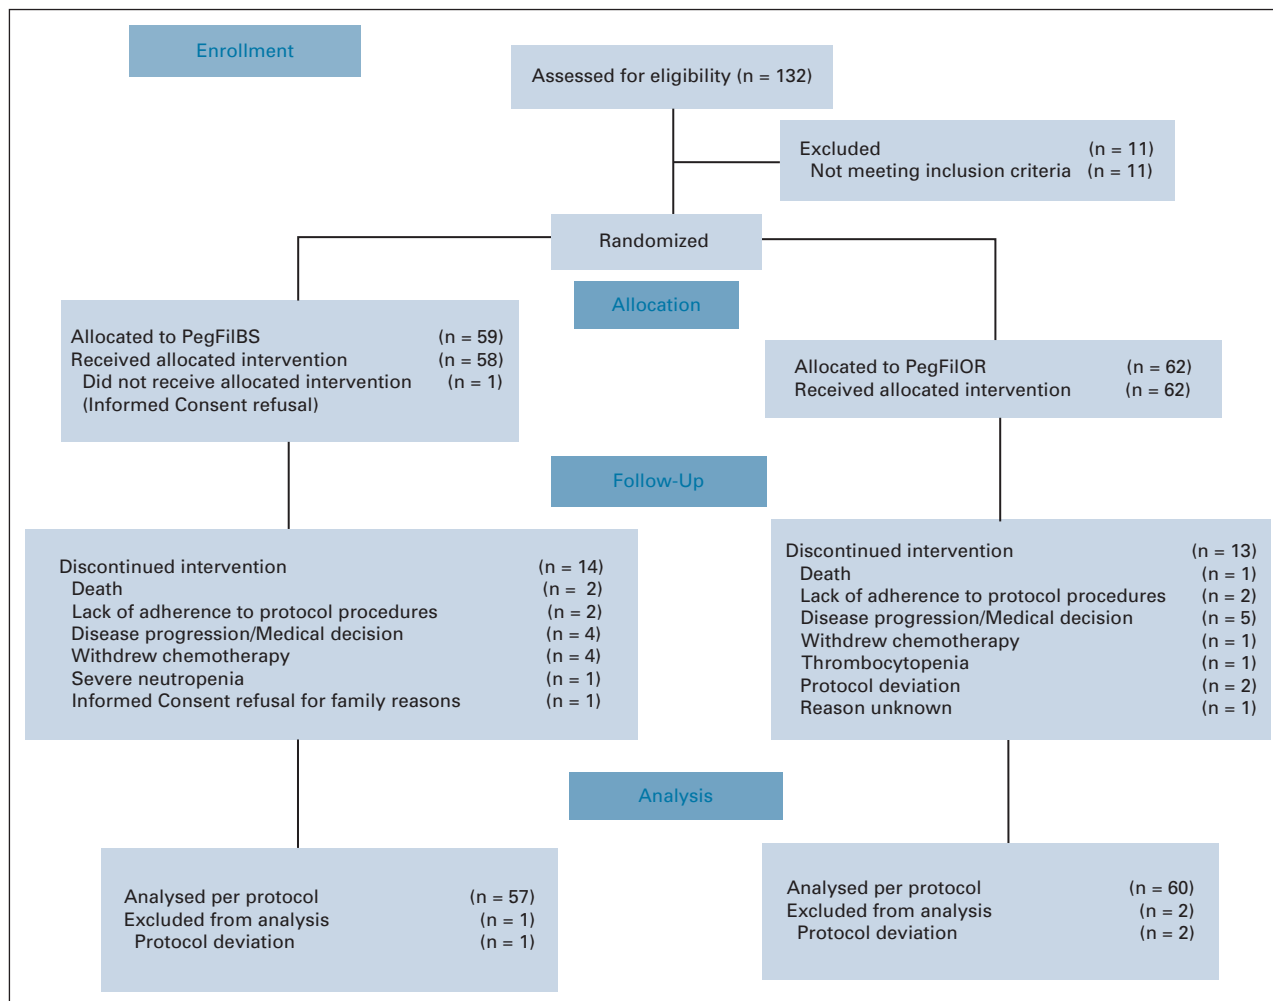 Enrollment
Assessed for eligibility (n = 132)
Excluded (n = 11)
Not meeting inclusion criteria (n = 11)
Randomized
Allocation
Allocated to PegFilBS (n = 59)
Received allocated intervention (n = 58)
Did not receive allocated intervention (n = 1)
(Informed Consent refusal)
Allocated to PegFilOR (n = 62)
Received allocated intervention (n = 62)
Follow-Up
Discontinued intervention (n = 14)
Death (n = 2)
Lack of adherence to protocol procedures (n = 2)
Disease progression/Medical decision (n = 4)
Withdrew chemotherapy (n = 4)
Severe neutropenia (n = 1)
Informed Consent refusal for family reasons (n = 1)
Discontinued intervention (n = 13)
Death (n = 1)
Lack of adherence to protocol procedures (n = 2)
Disease progression/Medical decision (n = 5)
Withdrew chemotherapy (n = 1)
Thrombocytopenia (n = 1)
Protocol deviation (n = 2)
Reason unknown (n = 1)
Analysis
Analysed per protocol (n = 57)
Excluded from analysis (n = 1)
Protocol deviation (n = 1)
Analysed per protocol (n = 60)
Excluded from analysis (n = 2)
Protocol deviation (n = 2)